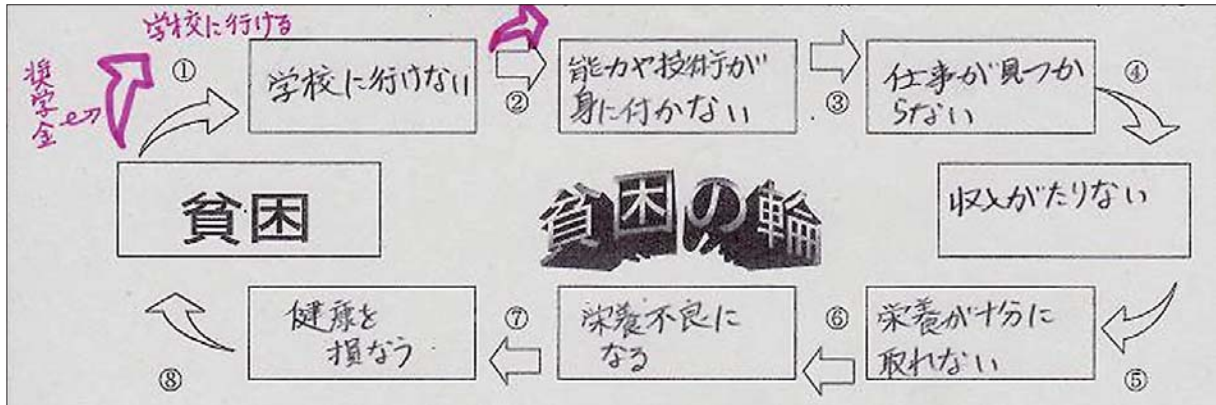 学校に行ける
奨学金
①
学校に行けない
②
能力や技術が
身に付かない
③
仕事が見つか
らない
④
貧困
貧困の輪
収入がたりない
健康を
損なう
⑦
栄養不良に
なる
⑥
栄養が十分に
取れない
⑧
⑤